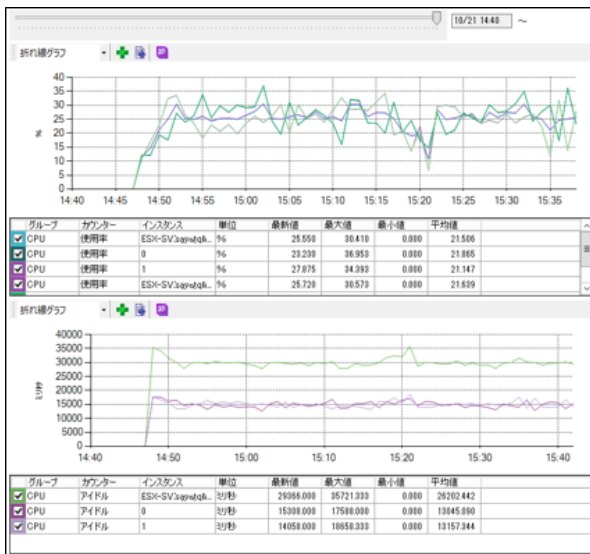 10/21 14:40 ～
折れ線グラフ
40
35
30
25
20
15
10
5
0
%
14:40 14:45 14:50 14:55 15:00 15:05 15:10 15:15 15:20 15:25 15:30 15:35
グループ カウンター インスタンス 単位 最新値 最大値 最小値 平均値
CPU 使用率 % 25.550 30.410 0.000 21.506
CPU 使用率 0 % 23.230 36.953 0.000 21.865
CPU 使用率 1 % 27.875 34.393 0.000 21.147
CPU 使用率 % 25.720 30.573 0.000 21.639
折れ線グラフ
40000
35000
30000
25000
20000
15000
10000
5000
0
ミリ秒
14:40 14:50 15:00 15:10 15:20 15:30 15:40
グループ カウンター インスタンス 単位 最新値 最大値 最小値 平均値
CPU アイドル ミリ秒 29366.000 35721.333 0.000 26202.442
CPU アイドル 0 ミリ秒 15308.000 17588.000 0.000 13045.090
CPU アイドル 1 ミリ秒 14058.000 18658.333 0.000 13157.344